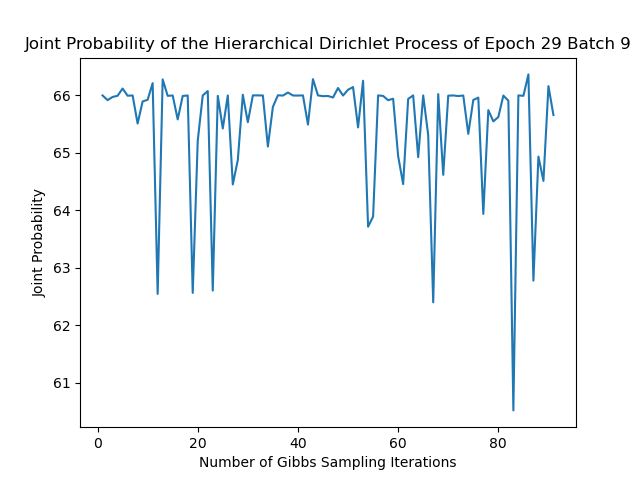 Joint Probability of the Hierarchical Dirichlet Process of Epoch 29 Batch 9
66
65
64
63
62
61
Joint Probability
0 20 40 60 80
Number of Gibbs Sampling Iterations